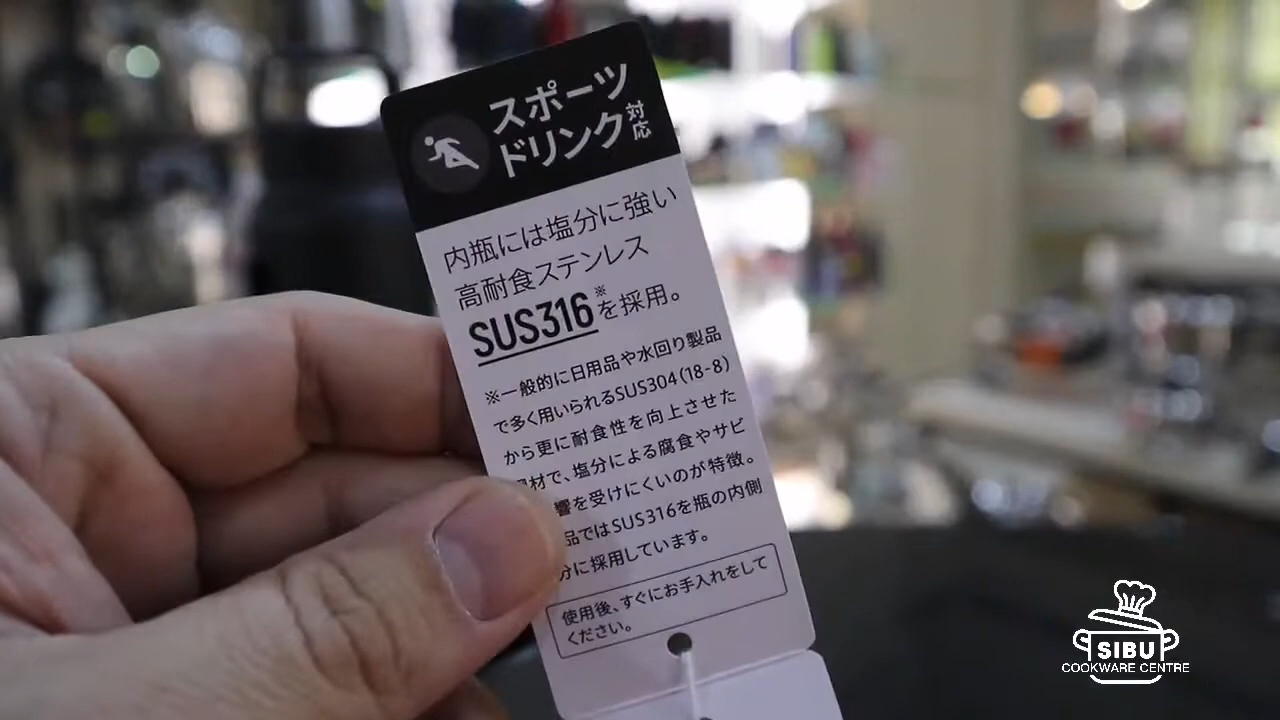 スポーツ
ドリンク対応
内瓶には塩分に強い
高耐食ステンレス
SUS316※を採用。
※一般的に日用品や水回り製品
で多く用いられるSUS304(18-8)
から更に耐食性を向上させた
材で、塩分による腐食やサビ
響を受けにくいのが特徴。
品ではSUS316を瓶の内側
分に採用しています。
使用後、すぐにお手入れをして
ください。
SIBU
COOKWARE CENTRE